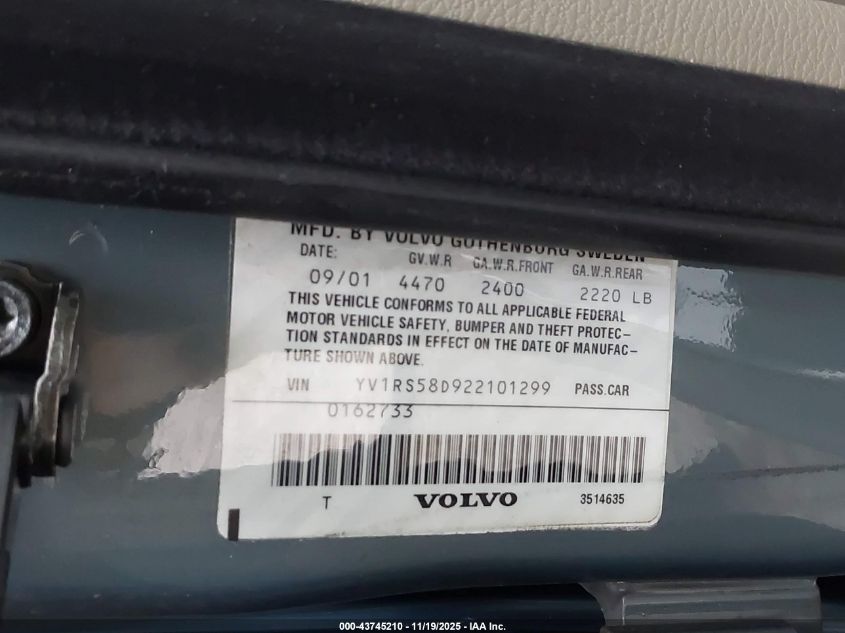 MFD. BY VOLVO GOTHENBURG SWEDEN
DATE: GV.W.R GA.W.R.FRONT GA.W.R.REAR
09/01 4470 2400 2220 LB
THIS VEHICLE CONFORMS TO ALL APPLICABLE FEDERAL
MOTOR VEHICLE SAFETY, BUMPER AND THEFT PROTEC-
TION STANDARDS IN EFFECT ON THE DATE OF MANUFAC-
TURE SHOWN ABOVE.
VIN YV1RS58D922101299 PASS.CAR
0162733
T VOLVO 3514635
000-43745210 - 11/19/2025 - IAA Inc.